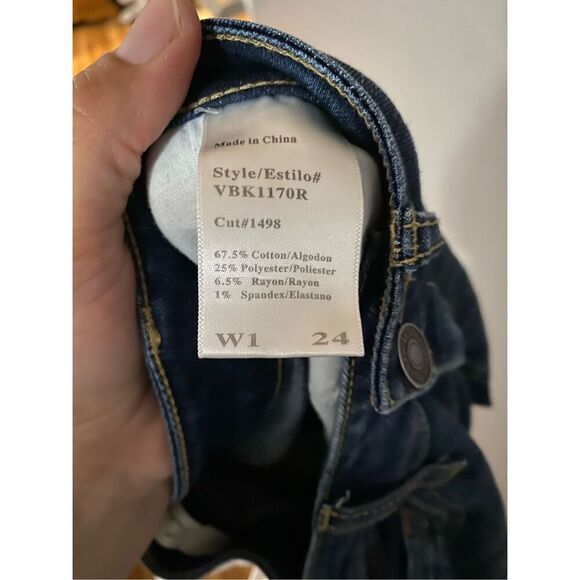 Made in China
Style/Estilo#
VBK1170R
Cut#1498
67.5% Cotton/Algodon
25% Polyester/Poliester
6.5% Rayon/Rayon
1% Spandex/Elastano
W1 24